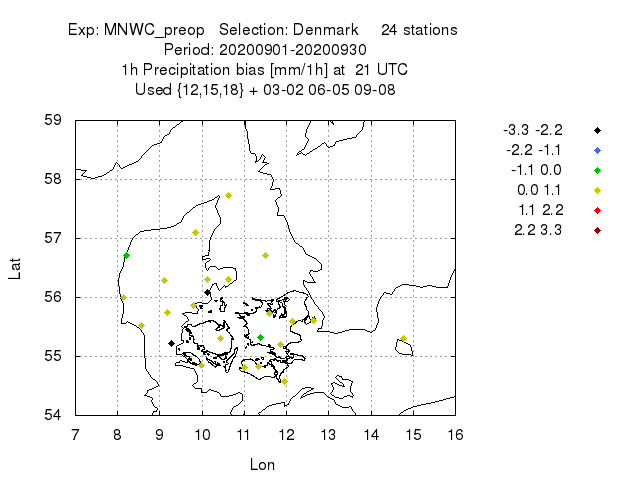 Exp: MNWC_preop   Selection: Denmark     24 stations
Period: 20200901-20200930
1h Precipitation bias [mm/1h] at  21 UTC
Used {12,15,18} + 03-02 06-05 09-08
59
58
57
56
55
54
Lat
7 8 9 10 11 12 13 14 15 16
Lon
-3.3 -2.2
-2.2 -1.1
-1.1 0.0
0.0 1.1
1.1 2.2
2.2 3.3